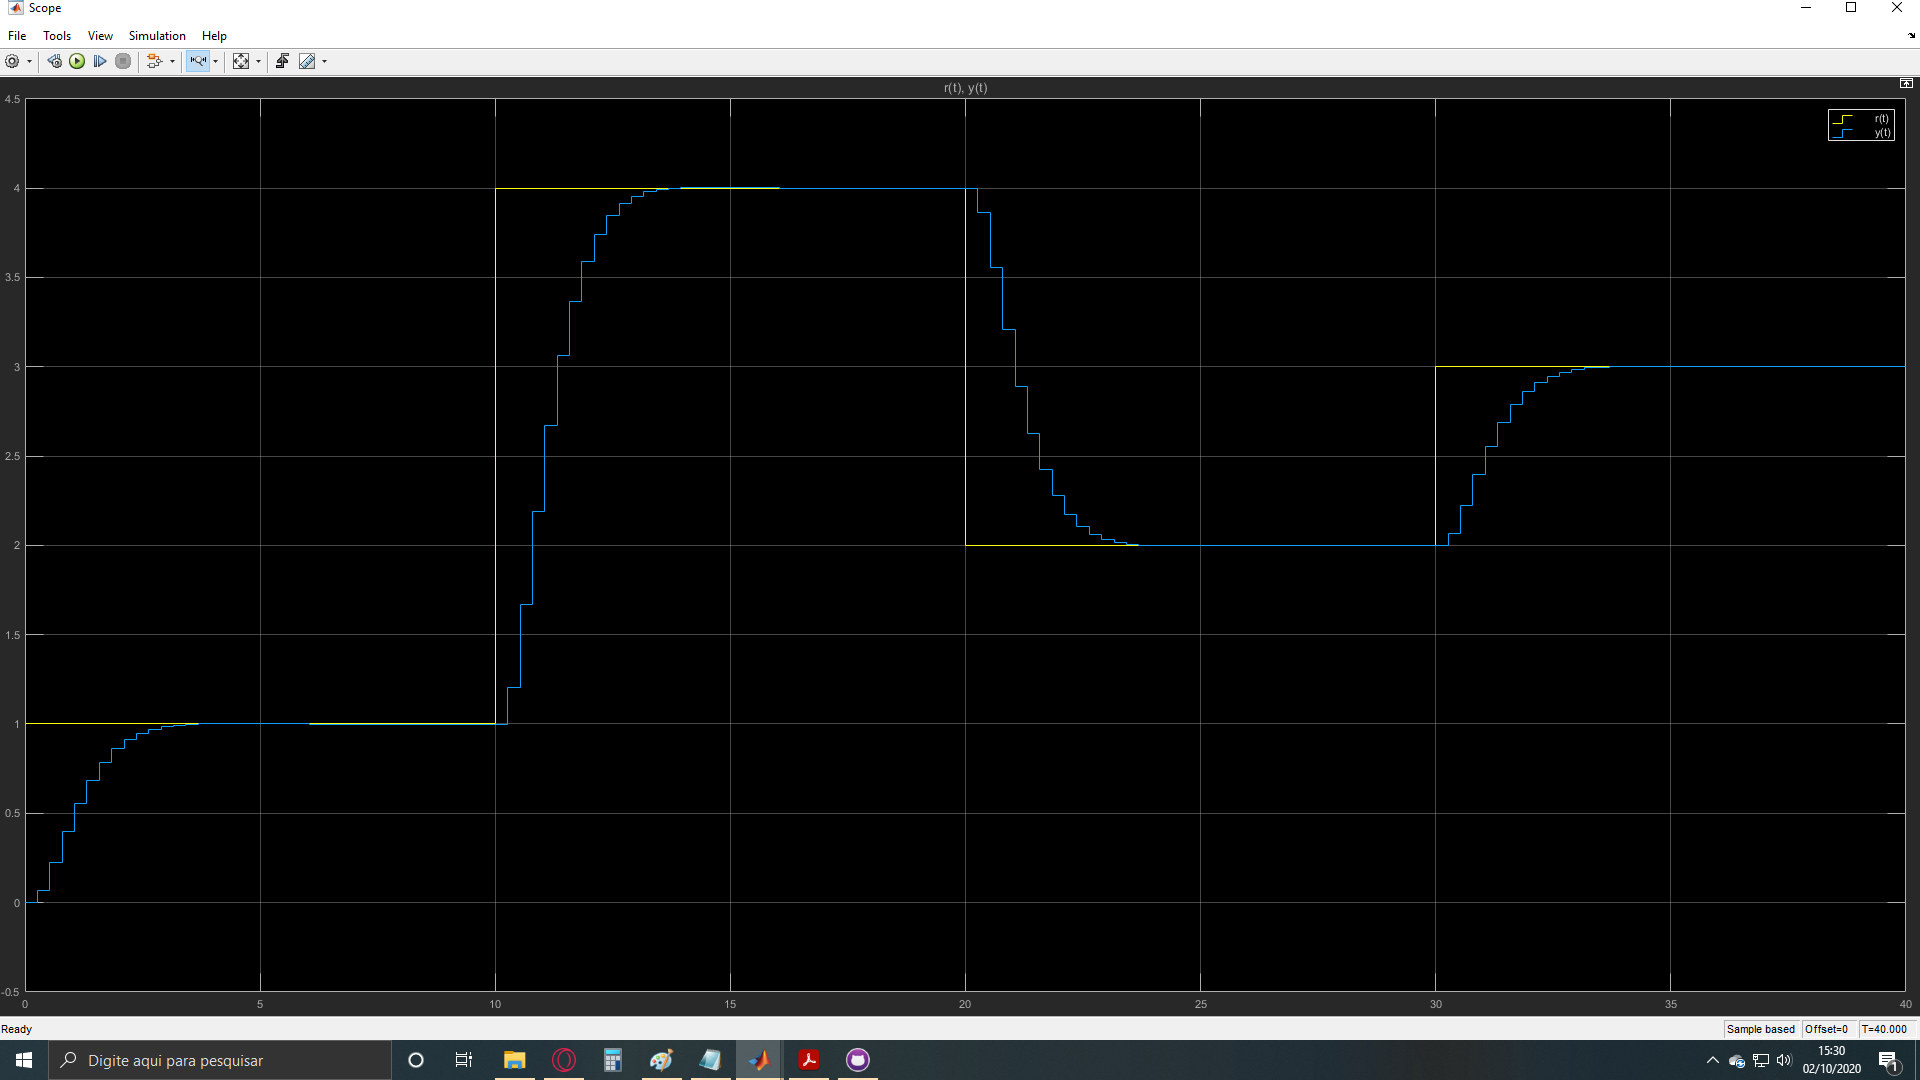 Scope
File Tools View Simulation Help
r(t), y(t)
r(t)
y(t)
4.5
4
3.5
3
2.5
2
1.5
1
0.5
0
-0.5
0 5 10 15 20 25 30 35 40
Ready
Sample based Offset=0 T=40.000
Digite aqui para pesquisar
15:30
02/10/2020
1